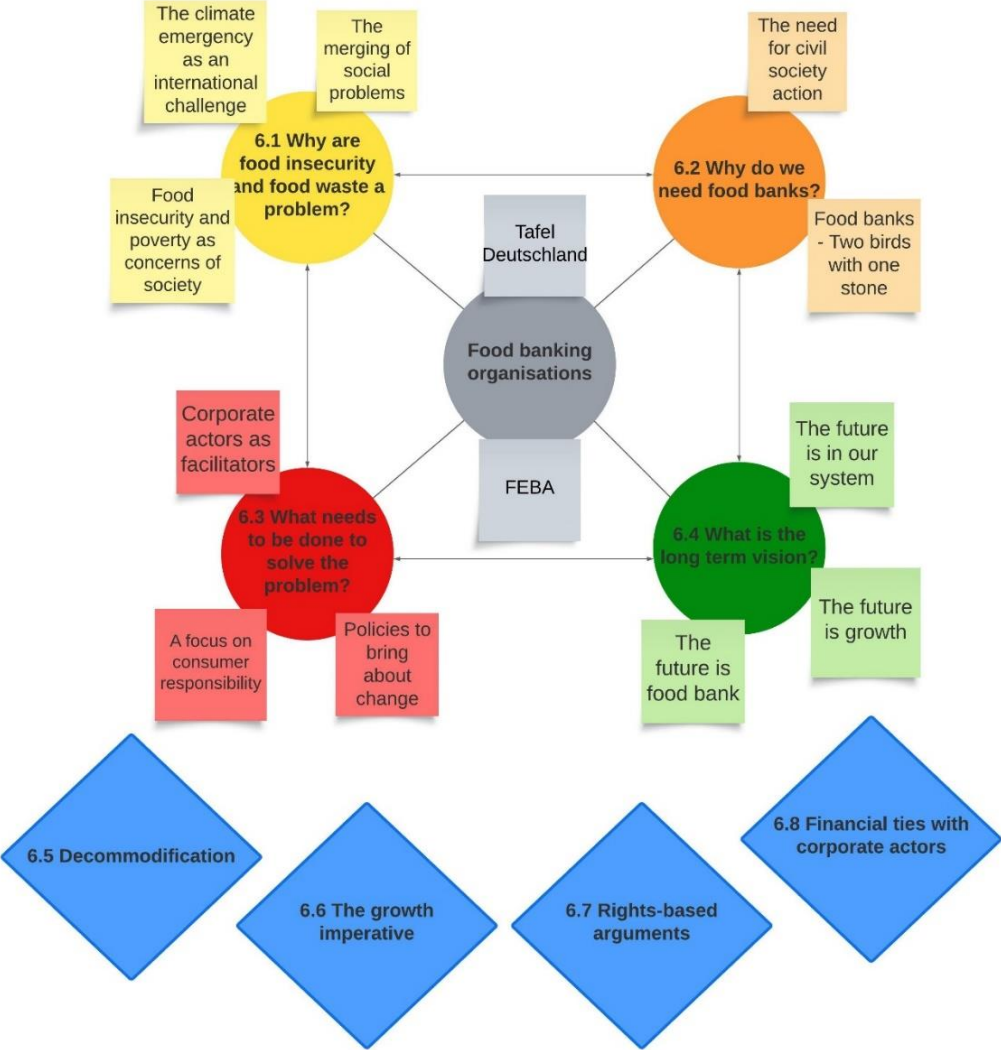 The climate
emergency
as an
international
challenge
The
merging of
social
problems
6.1 Why are
food insecurity
and food waste a
problem?
Food
insecurity and
poverty as
concerns of
society
The need
for civil
society
action
6.2 Why do we
need food banks?
Food banks
- Two birds
with one
stone
Tafel
Deutschland
Food banking
organisations
FEBA
Corporate
actors as
facilitators
6.3 What needs
to be done to
solve the
problem?
A focus on
consumer
responsibility
Policies to
bring
about
change
The future
is in our
system
6.4 What is the
long term vision?
The future
is growth
The
future is
food bank
6.5 Decommodification
6.6 The growth
imperative
6.7 Rights-based
arguments
6.8 Financial ties with
corporate actors